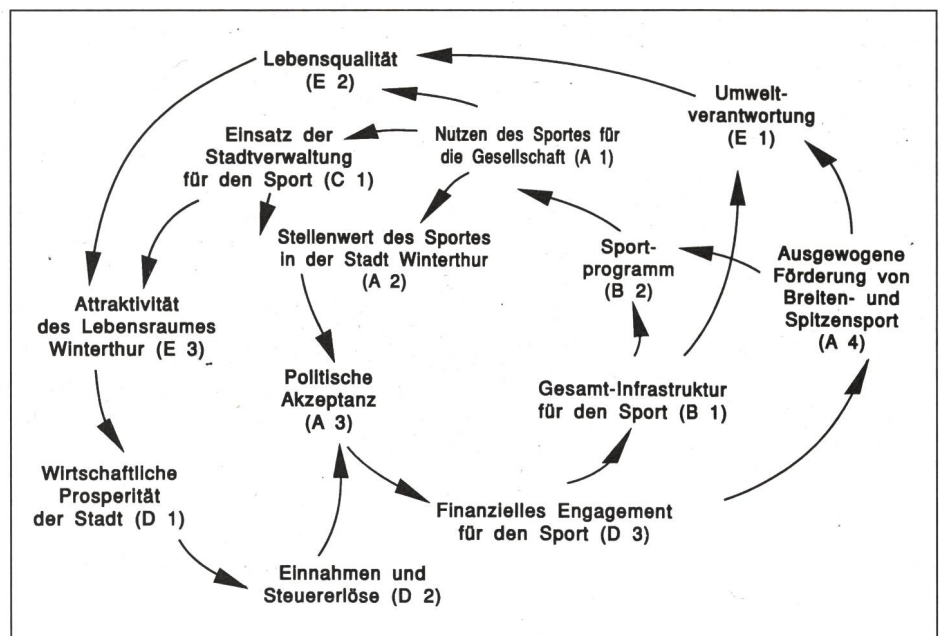 Lebensqualität
(E 2)
Umwelt-
verantwortung
(E 1)
Einsatz der
Stadtverwaltung
für den Sport (C 1)
Nutzen des Sportes für
die Gesellschaft (A 1)
Stellenwert des Sportes
in der Stadt Winterthur
(A 2)
Sport-
programm
(B 2)
Ausgewogene
Förderung von
Breiten- und
Spitzensport
(A 4)
Attraktivität
des Lebensraumes
Winterthur (E 3)
Politische
Akzeptanz
(A 3)
Gesamt-Infrastruktur
für den Sport (B 1)
Wirtschaftliche
Prosperität
der Stadt (D 1)
Finanzielles Engagement
für den Sport (D 3)
Einnahmen und
Steuererlöse (D 2)